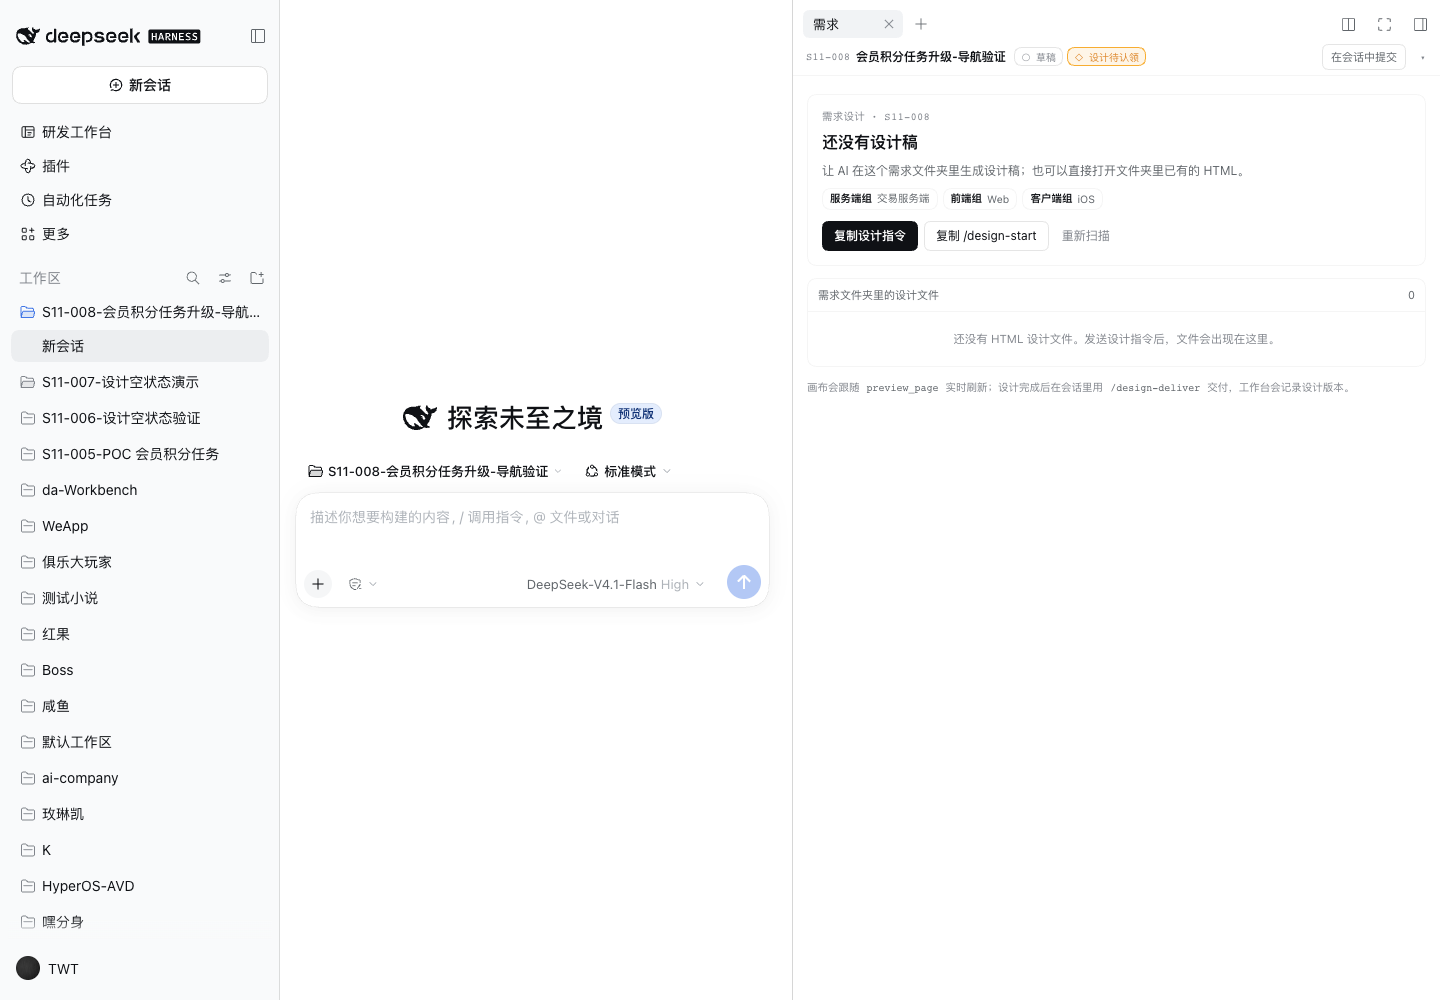 deepseek HARNESS
新会话
研发工作台
插件
自动化任务
更多
工作区
S11-008-会员积分任务升级-导航...
新会话
S11-007-设计空状态演示
S11-006-设计空状态验证
S11-005-POC 会员积分任务
da-Workbench
WeApp
俱乐大玩家
测试小说
红果
Boss
咸鱼
默认工作区
ai-company
玫琳凯
K
HyperOS-AVD
嘿分身
TWT
探索未至之境 预览版
S11-008-会员积分任务升级-导航验证 标准模式
描述你想要构建的内容, / 调用指令, @ 文件或对话
DeepSeek-V4.1-Flash High
需求
S11-008 会员积分任务升级-导航验证 草稿 设计待认领 在会话中提交
需求设计 · S11-008
还没有设计稿
让 AI 在这个需求文件夹里生成设计稿；也可以直接打开文件夹里已有的 HTML。
服务端组 交易服务端 前端组 Web 客户端组 iOS
复制设计指令 复制 /design-start 重新扫描
需求文件夹里的设计文件 0
还没有 HTML 设计文件。发送设计指令后，文件会出现在这里。
画布会跟随 preview_page 实时刷新；设计完成后在会话里用 /design-deliver 交付，工作台会记录设计版本。